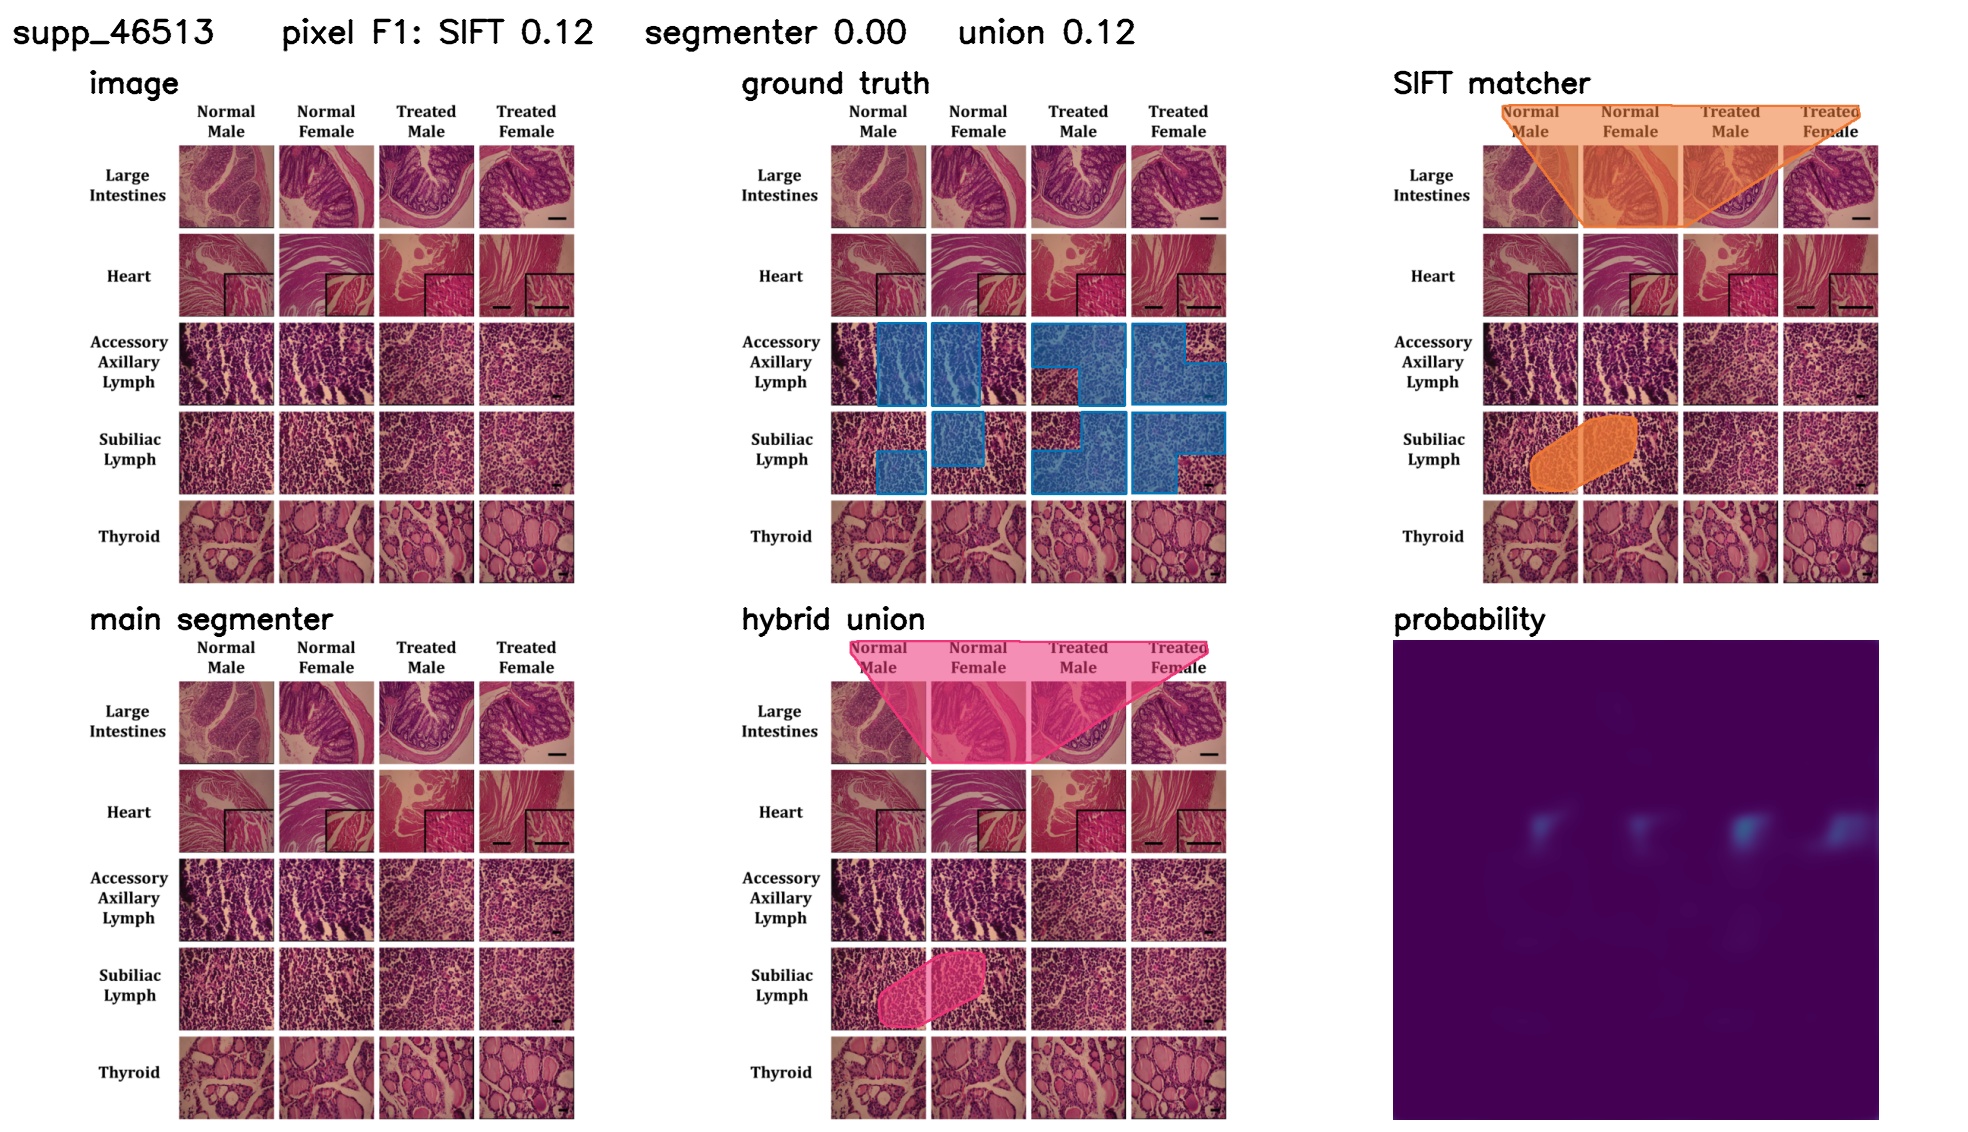 supp_46513 pixel F1: SIFT 0.12 segmenter 0.00 union 0.12
image
Normal Male
Normal Female
Treated Male
Treated Female
Large Intestines
Heart
Accessory Axillary Lymph
Subiliac Lymph
Thyroid
ground truth
Normal Male
Normal Female
Treated Male
Treated Female
Large Intestines
Heart
Accessory Axillary Lymph
Subiliac Lymph
Thyroid
SIFT matcher
Normal Male
Normal Female
Treated Male
Treated Female
Large Intestines
Heart
Accessory Axillary Lymph
Subiliac Lymph
Thyroid
main segmenter
Normal Male
Normal Female
Treated Male
Treated Female
Large Intestines
Heart
Accessory Axillary Lymph
Subiliac Lymph
Thyroid
hybrid union
Normal Male
Normal Female
Treated Male
Treated Female
Large Intestines
Heart
Accessory Axillary Lymph
Subiliac Lymph
Thyroid
probability